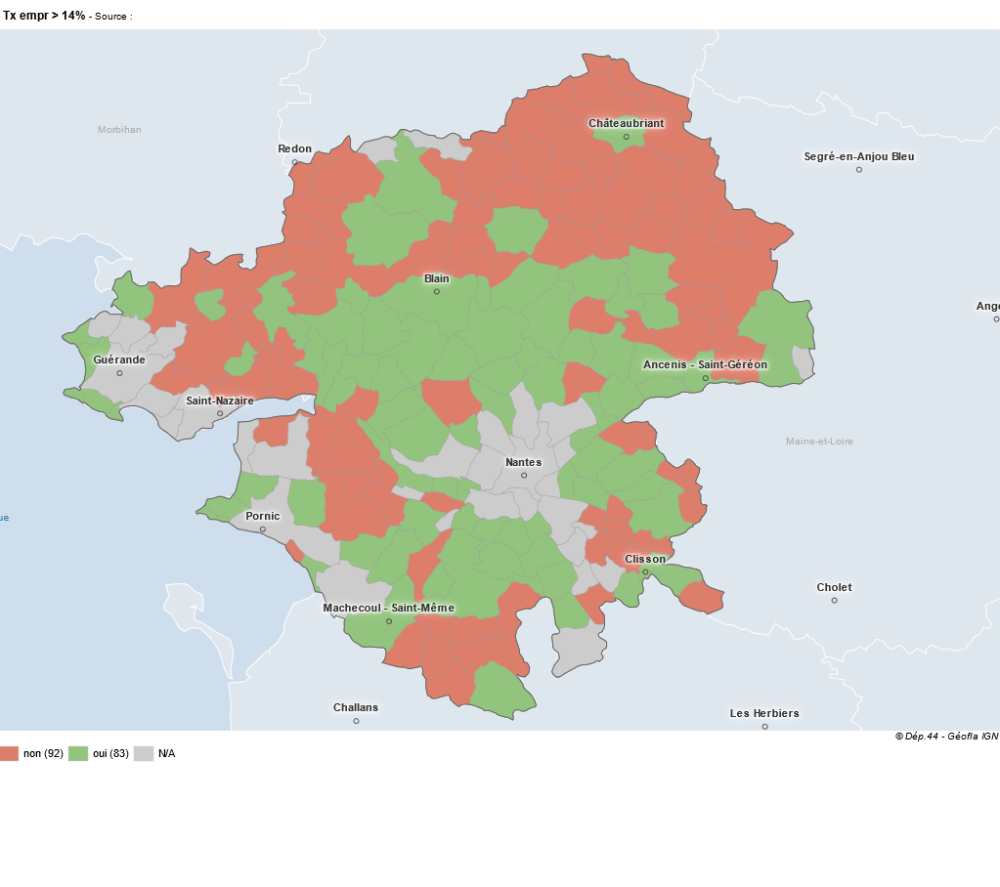 Tx empr > 14% - Source :
Morbihan
Redon
Châteaubriant
Segré-en-Anjou Bleu
Blain
Ange
Guérande
Ancenis - Saint-Géréon
Saint-Nazaire
Maine-et-Loire
Nantes
ue
Pornic
Clisson
Cholet
Machecoul - Saint-Même
Challans
Les Herbiers
© Dép.44 - Géofla IGN
non (92) oui (83) N/A